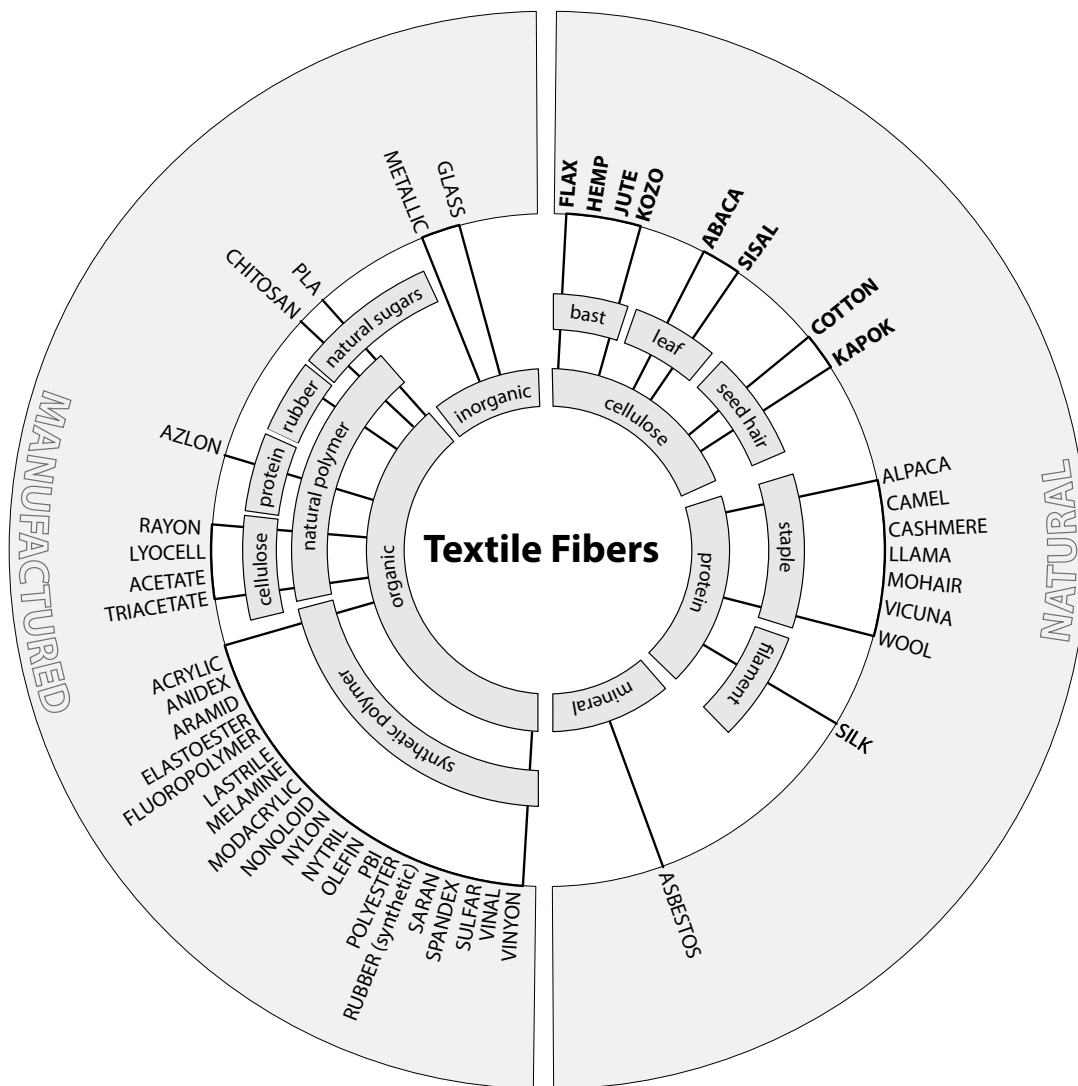 Textile Fibers
MANUFACTURED
NATURAL
inorganic
METALLIC
GLASS
organic
natural polymer
natural sugars
CHITOSAN
PLA
rubber
protein
AZLON
cellulose
RAYON
LYOCELL
ACETATE
TRIACETATE
synthetic polymer
ACRYLIC
ANIDEX
ARAMID
ELASTOESTER
FLUOROPOLYMER
LASTRILE
MELAMINE
MODACRYLIC
NONOLOID
NYLON
NYTRIL
OLEFIN
PBI
POLYESTER
RUBBER (synthetic)
SARAN
SPANDEX
SULFAR
VINAL
VINYON
cellulose
bast
FLAX
HEMP
JUTE
KOZO
leaf
ABACA
SISAL
seed hair
COTTON
KAPOK
protein
staple
ALPACA
CAMEL
CASHMERE
LLAMA
MOHAIR
VICUNA
WOOL
filament
SILK
mineral
ASBESTOS